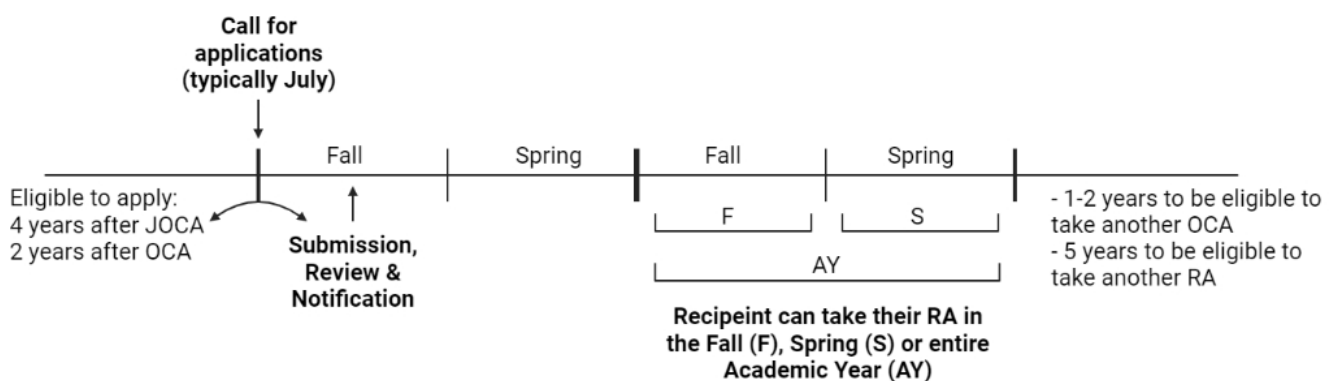 Call for
applications
(typically July)
Fall
Spring
Fall
Spring
Eligible to apply:
4 years after JOCA
2 years after OCA
Submission,
Review &
Notification
F
S
AY
Recipeint can take their RA in
the Fall (F), Spring (S) or entire
Academic Year (AY)
- 1-2 years to be eligible to
take another OCA
- 5 years to be eligible to
take another RA